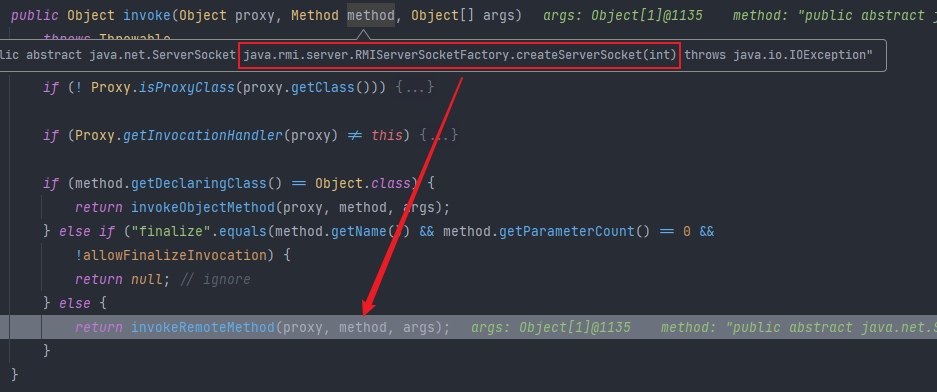 public Object invoke(Object proxy, Method method, Object[] args)   args: Object[1]@1135    method: "public abstract j
throws Throwable
lic abstract java.net.ServerSocket java.rmi.server.RMIServerSocketFactory.createServerSocket(int) throws java.io.IOException"
if (! Proxy.isProxyClass(proxy.getClass())) {...}
if (Proxy.getInvocationHandler(proxy) ≠ this) {...}
if (method.getDeclaringClass() == Object.class) {
return invokeObjectMethod(proxy, method, args);
} else if ("finalize".equals(method.getName()) && method.getParameterCount() == 0 &&
!allowFinalizeInvocation) {
return null; // ignore
} else {
return invokeRemoteMethod(proxy, method, args);   args: Object[1]@1135    method: "public abstract java.net.S
}
}